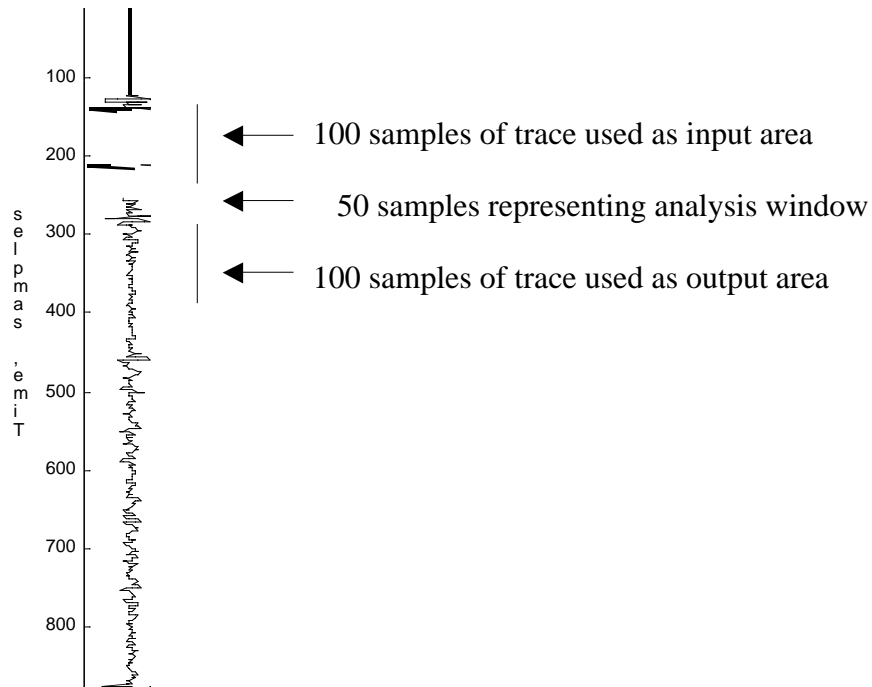 100
100 samples of trace used as input area
200
50 samples representing analysis window
300
100 samples of trace used as output area
400
500
600
700
800
Time, samples